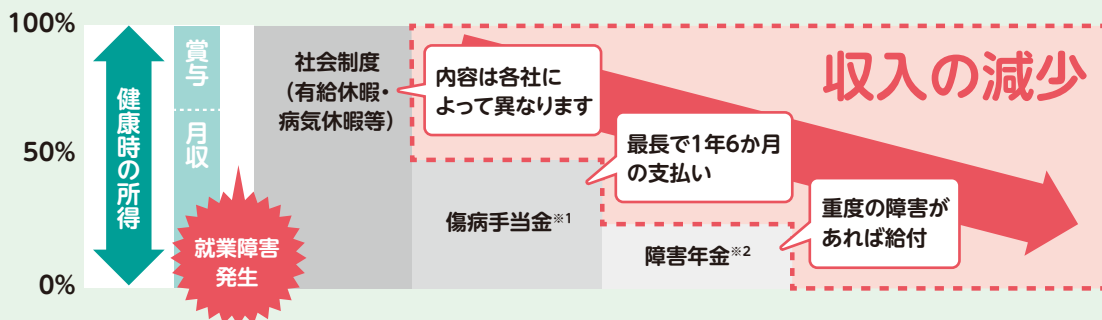 100%
50%
0%
健康時の所得
賞与
月収
就業障害
発生
社会制度
（有給休暇・
病気休暇等）
内容は各社に
よって異なります
傷病手当金※1
最長で1年6か月
の支払い
障害年金※2
重度の障害が
あれば給付
収入の減少